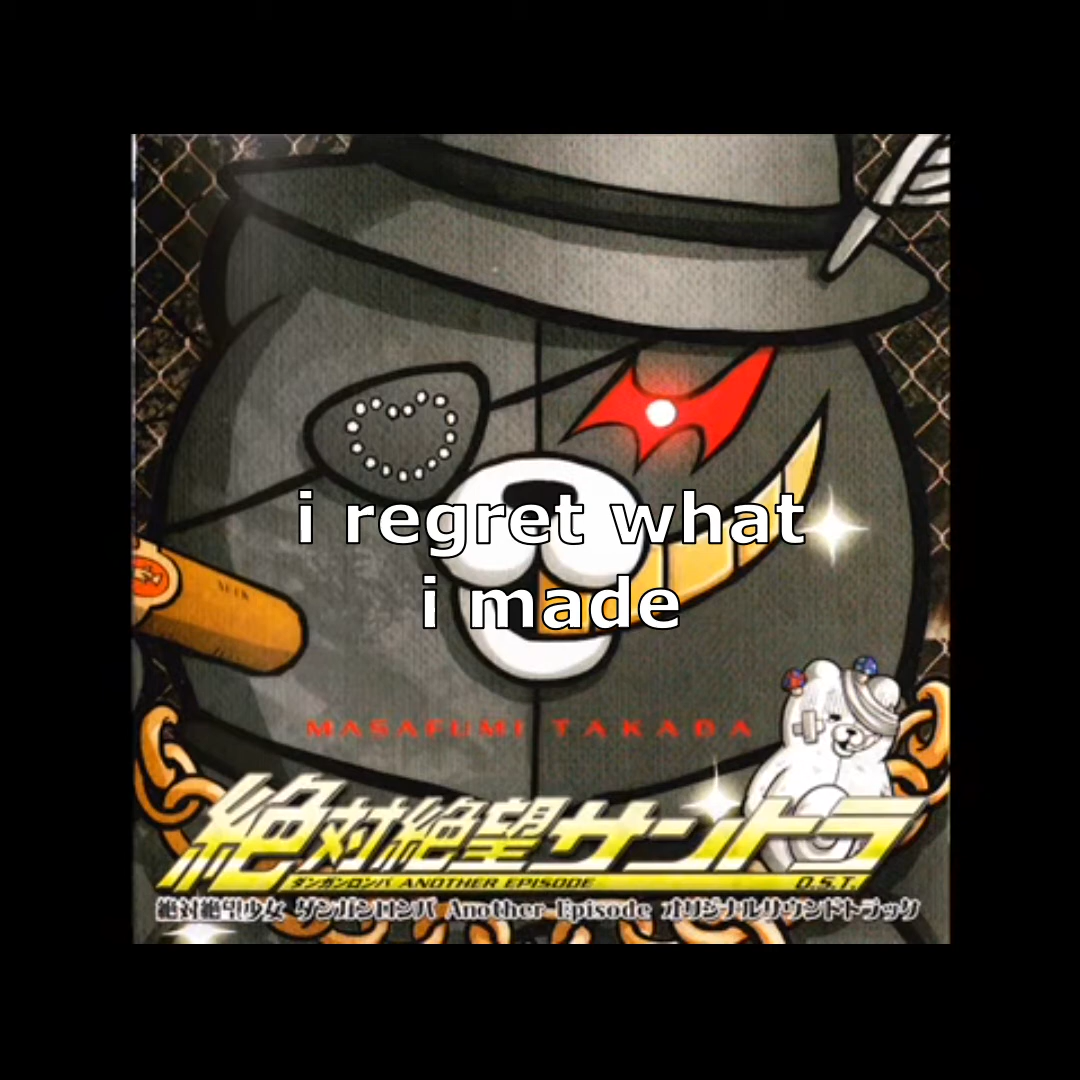 i regret what
i made
MASAFUMI TAKADA
絶対絶望サントラ
ダンガンロンパ ANOTHER EPISODE O.S.T.
絶対絶望少女 ダンガンロンパ Another Episode オリジナルサウンドトラック